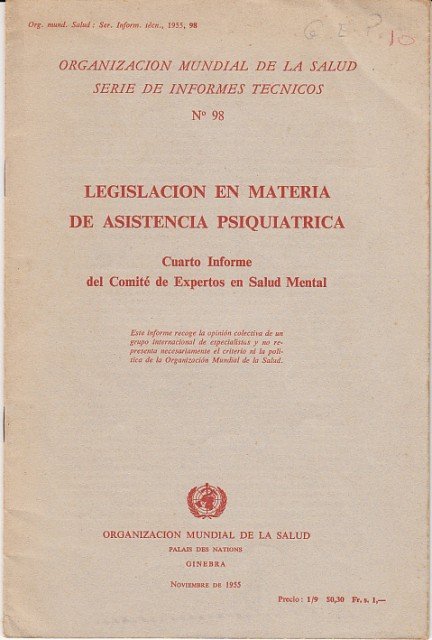 Org. mund. Salud : Ser. Inform. técn., 1955, 98
G E P. 10
ORGANIZACION MUNDIAL DE LA SALUD
SERIE DE INFORMES TECNICOS
Nº 98
LEGISLACION EN MATERIA
DE ASISTENCIA PSIQUIATRICA
Cuarto Informe
del Comité de Expertos en Salud Mental
Este informe recoge la opinión colectiva de un
grupo internacional de especialistas y no re-
presenta necesariamente el criterio ni la polí-
tica de la Organización Mundial de la Salud.
ORGANIZACION MUNDIAL DE LA SALUD
PALAIS DES NATIONS
GINEBRA
NOVIEMBRE DE 1955
Precio : 1/9 $0,30 Fr. s. 1,—